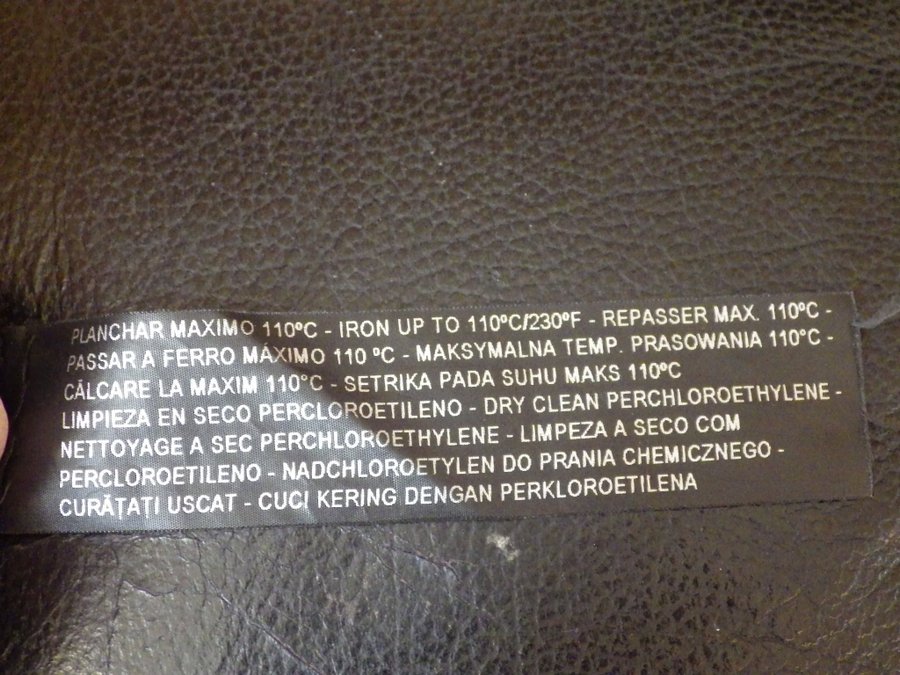 PLANCHAR MAXIMO 110ºC - IRON UP TO 110ºC/230ºF - REPASSER MAX. 110ºC -
PASSAR A FERRO MÁXIMO 110 ºC - MAKSYMALNA TEMP. PRASOWANIA 110°C -
CĂLCARE LA MAXIM 110°C - SETRIKA PADA SUHU MAKS 110ºC
LIMPIEZA EN SECO PERCLOROETILENO - DRY CLEAN PERCHLOROETHYLENE -
NETTOYAGE A SEC PERCHLOROETHYLENE - LIMPEZA A SECO COM
PERCLOROETILENO - NADCHLOROETYLEN DO PRANIA CHEMICZNEGO -
CURĂȚAȚI USCAT - CUCI KERING DENGAN PERKLOROETILENA